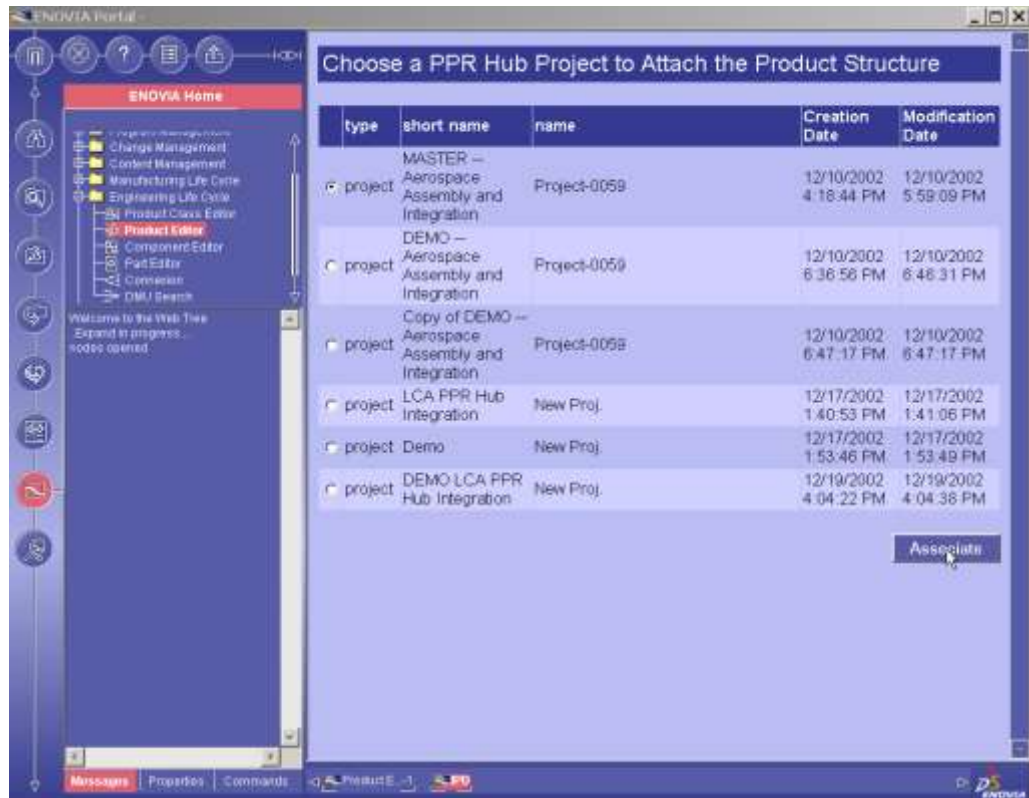 ENOVIA Portal -
Choose a PPR Hub Project to Attach the Product Structure
ENOVIA Home
Program Management
Change Management
Content Management
Manufacturing Life Cycle
Engineering Life Cycle
Product Class Editor
Product Editor
Component Editor
Part Editor
Connexion
DMU Search
Welcome to the Web Tree
Expand in progress...
nodes opened
type short name name Creation Date Modification Date
project MASTER -- Aerospace Assembly and Integration Project-0059 12/10/2002 4:18:44 PM 12/10/2002 5:59:09 PM
project DEMO -- Aerospace Assembly and Integration Project-0059 12/10/2002 6:36:56 PM 12/10/2002 6:46:31 PM
project Copy of DEMO -- Aerospace Assembly and Integration Project-0059 12/10/2002 6:47:17 PM 12/10/2002 6:47:17 PM
project LCA PPR Hub Integration New Proj. 12/17/2002 1:40:53 PM 12/17/2002 1:41:06 PM
project Demo New Proj. 12/17/2002 1:53:46 PM 12/17/2002 1:53:49 PM
project DEMO LCA PPR Hub Integration New Proj. 12/19/2002 4:04:22 PM 12/19/2002 4:04:38 PM
Associate
Messages Properties Commands
Product E...-1
ENOVIA